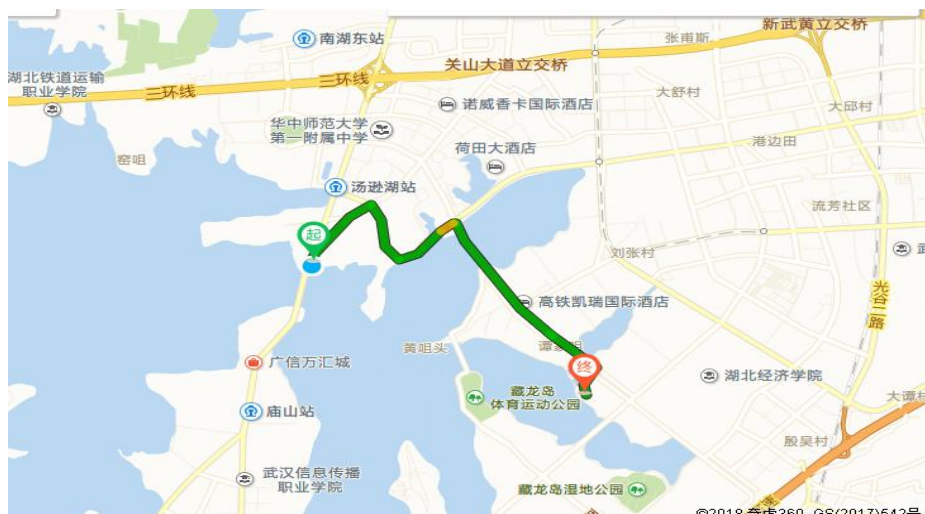 新武黄立交桥
张甫斯
南湖东站
关山大道立交桥
湖北铁道运输
职业学院
三环线
三环线
大舒村
诺威香卡国际酒店
大邱村
华中师范大学
第一附属中学
港边田
荷田大酒店
窑咀
汤逊湖站
流芳社区
起
刘张村
光谷二路
高铁凯瑞国际酒店
黄咀头
广信万汇城
终
湖北经济学院
藏龙岛
体育运动公园
大谭村
庙山站
殷吴村
武汉信息传播
职业学院
藏龙岛湿地公园